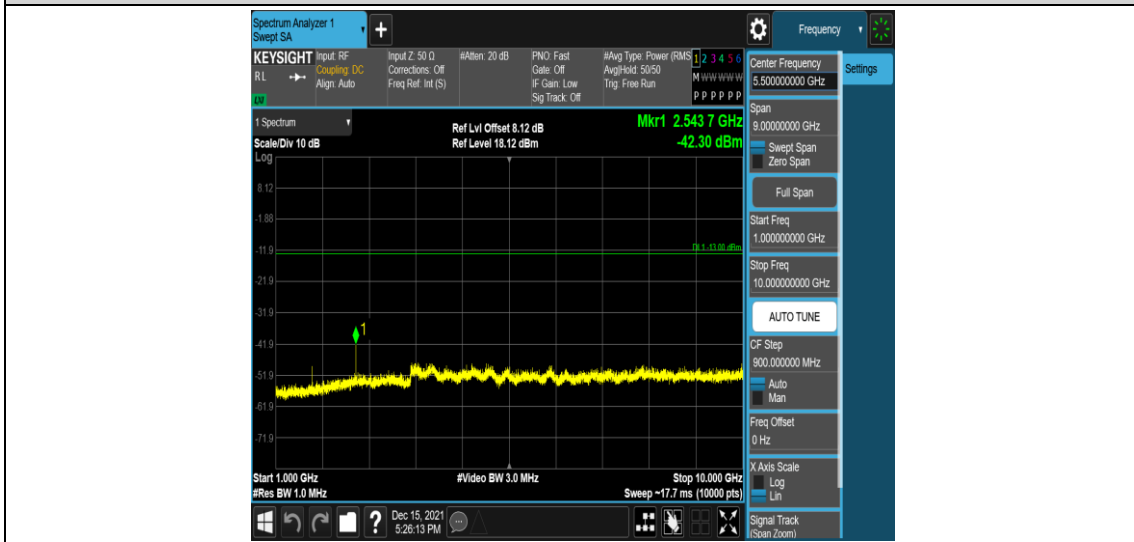 Spectrum Analyzer 1
Swept SA
+
Frequency
KEYSIGHT
RL
LXI
Input: RF
Coupling: DC
Align: Auto
Input Z: 50 Ω
Corrections: Off
Freq Ref: Int (S)
#Atten: 20 dB
PNO: Fast
Gate: Off
IF Gain: Low
Sig Track: Off
#Avg Type: Power (RMS
Avg|Hold: 50/50
Trig: Free Run
1 2 3 4 5 6
M W W W W W
P P P P P P
1 Spectrum
Scale/Div 10 dB
Log
Ref Lvl Offset 8.12 dB
Ref Level 18.12 dBm
Mkr1 2.543 7 GHz
-42.30 dBm
8.12
-1.88
-11.9
DL1 -13.00 dBm
-21.9
-31.9
1
-41.9
-51.9
-61.9
-71.9
Start 1.000 GHz
#Res BW 1.0 MHz
#Video BW 3.0 MHz
Stop 10.000 GHz
Sweep ~17.7 ms (10000 pts)
Dec 15, 2021
5:26:13 PM
?
Center Frequency
5.500000000 GHz
Settings
Span
9.00000000 GHz
Swept Span
Zero Span
Full Span
Start Freq
1.000000000 GHz
Stop Freq
10.000000000 GHz
AUTO TUNE
CF Step
900.000000 MHz
Auto
Man
Freq Offset
0 Hz
X Axis Scale
Log
Lin
Signal Track
(Span Zoom)